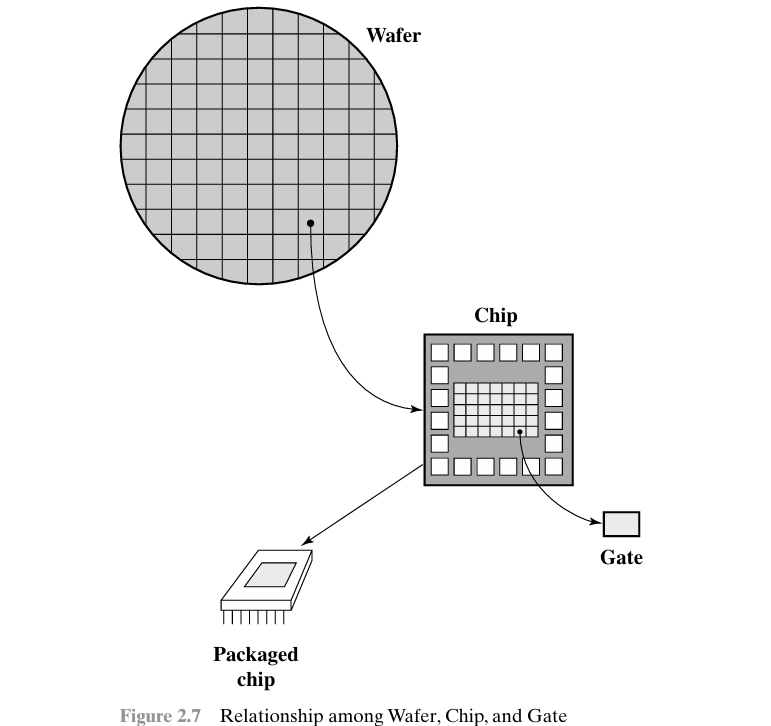 Wafer
Chip
Gate
Packaged
chip
Figure 2.7 Relationship among Wafer, Chip, and Gate